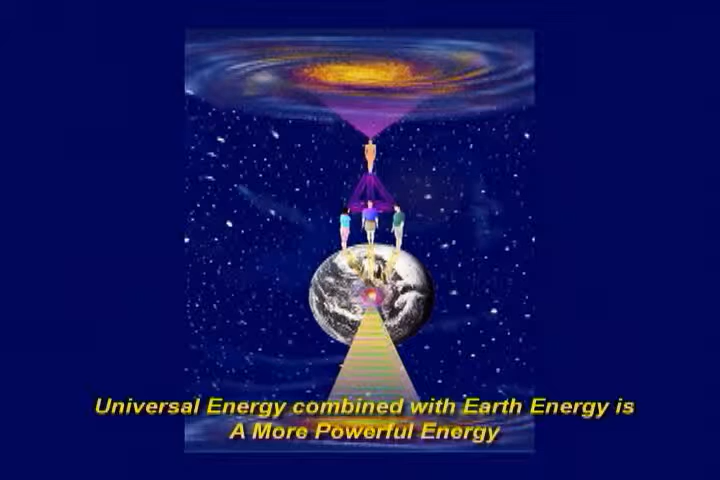 Universal Energy combined with Earth Energy is
A More Powerful Energy